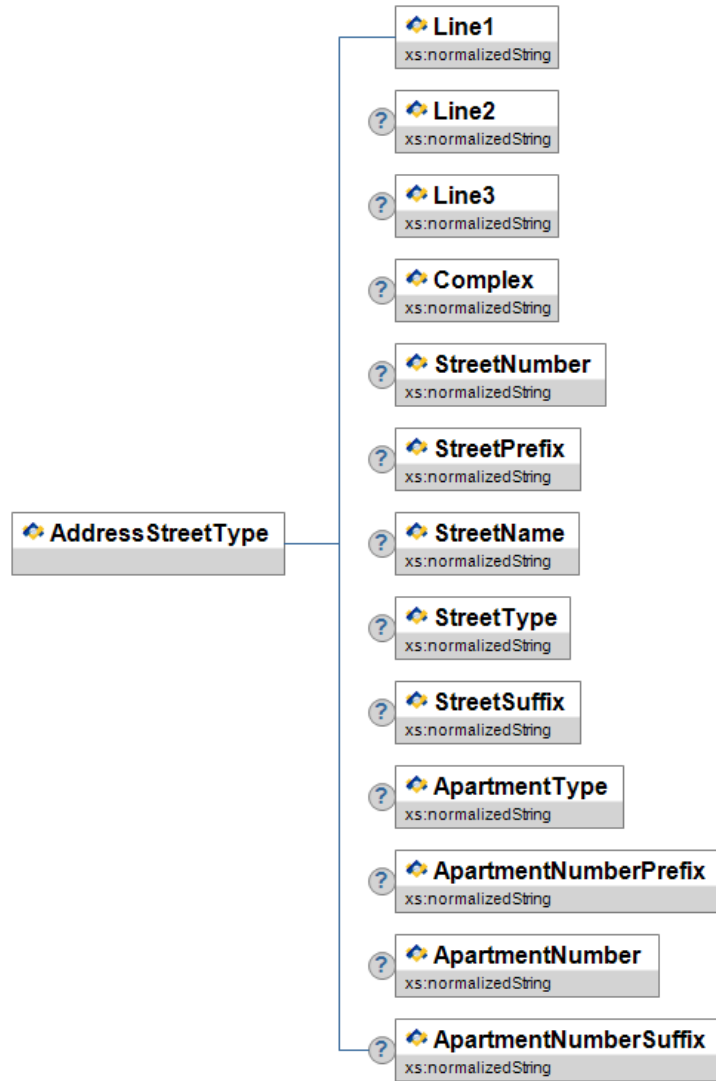 Line1
xs:normalizedString
?
Line2
xs:normalizedString
?
Line3
xs:normalizedString
?
Complex
xs:normalizedString
?
StreetNumber
xs:normalizedString
?
StreetPrefix
xs:normalizedString
AddressStreetType
?
StreetName
xs:normalizedString
?
StreetType
xs:normalizedString
?
StreetSuffix
xs:normalizedString
?
ApartmentType
xs:normalizedString
?
ApartmentNumberPrefix
xs:normalizedString
?
ApartmentNumber
xs:normalizedString
?
ApartmentNumberSuffix
xs:normalizedString